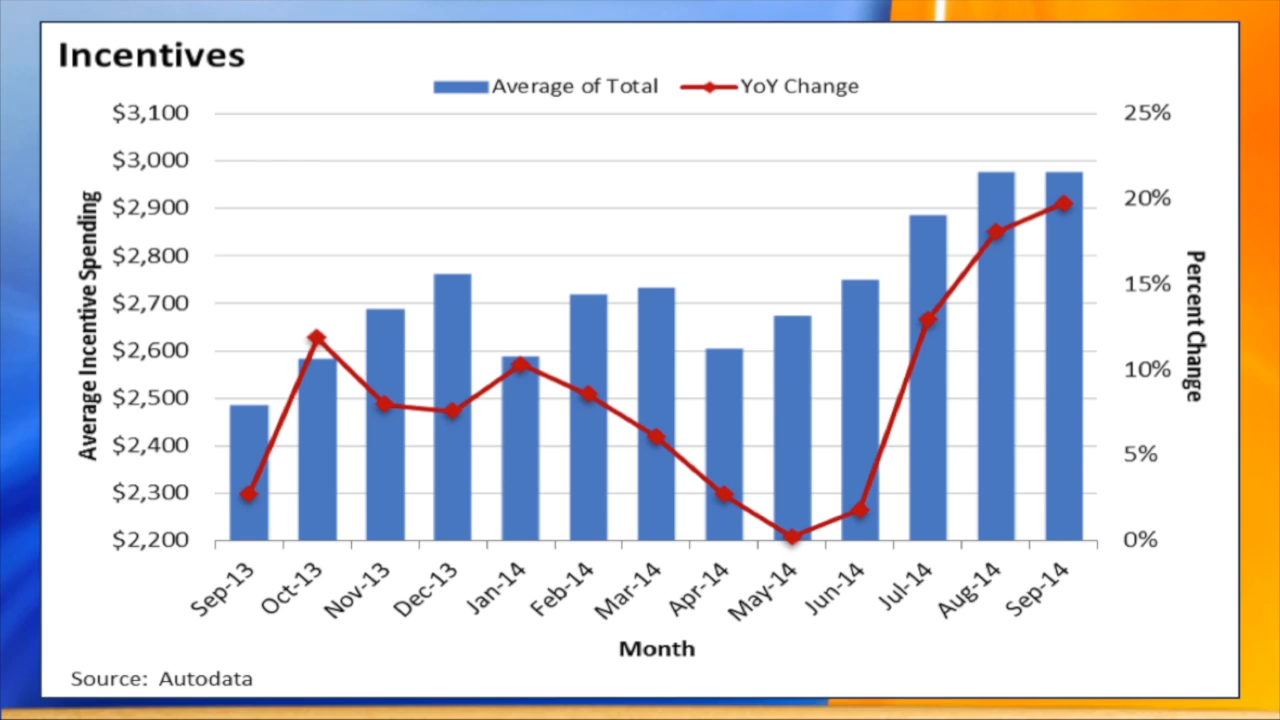 Incentives
Average of Total YoY Change
$3,100 25%
$3,000
$2,900 20%
$2,800
$2,700 15%
$2,600
$2,500 10%
$2,400
$2,300 5%
$2,200 0%
Average Incentive Spending
Percent Change
Sep-13 Oct-13 Nov-13 Dec-13 Jan-14 Feb-14 Mar-14 Apr-14 May-14 Jun-14 Jul-14 Aug-14 Sep-14
Month
Source: Autodata